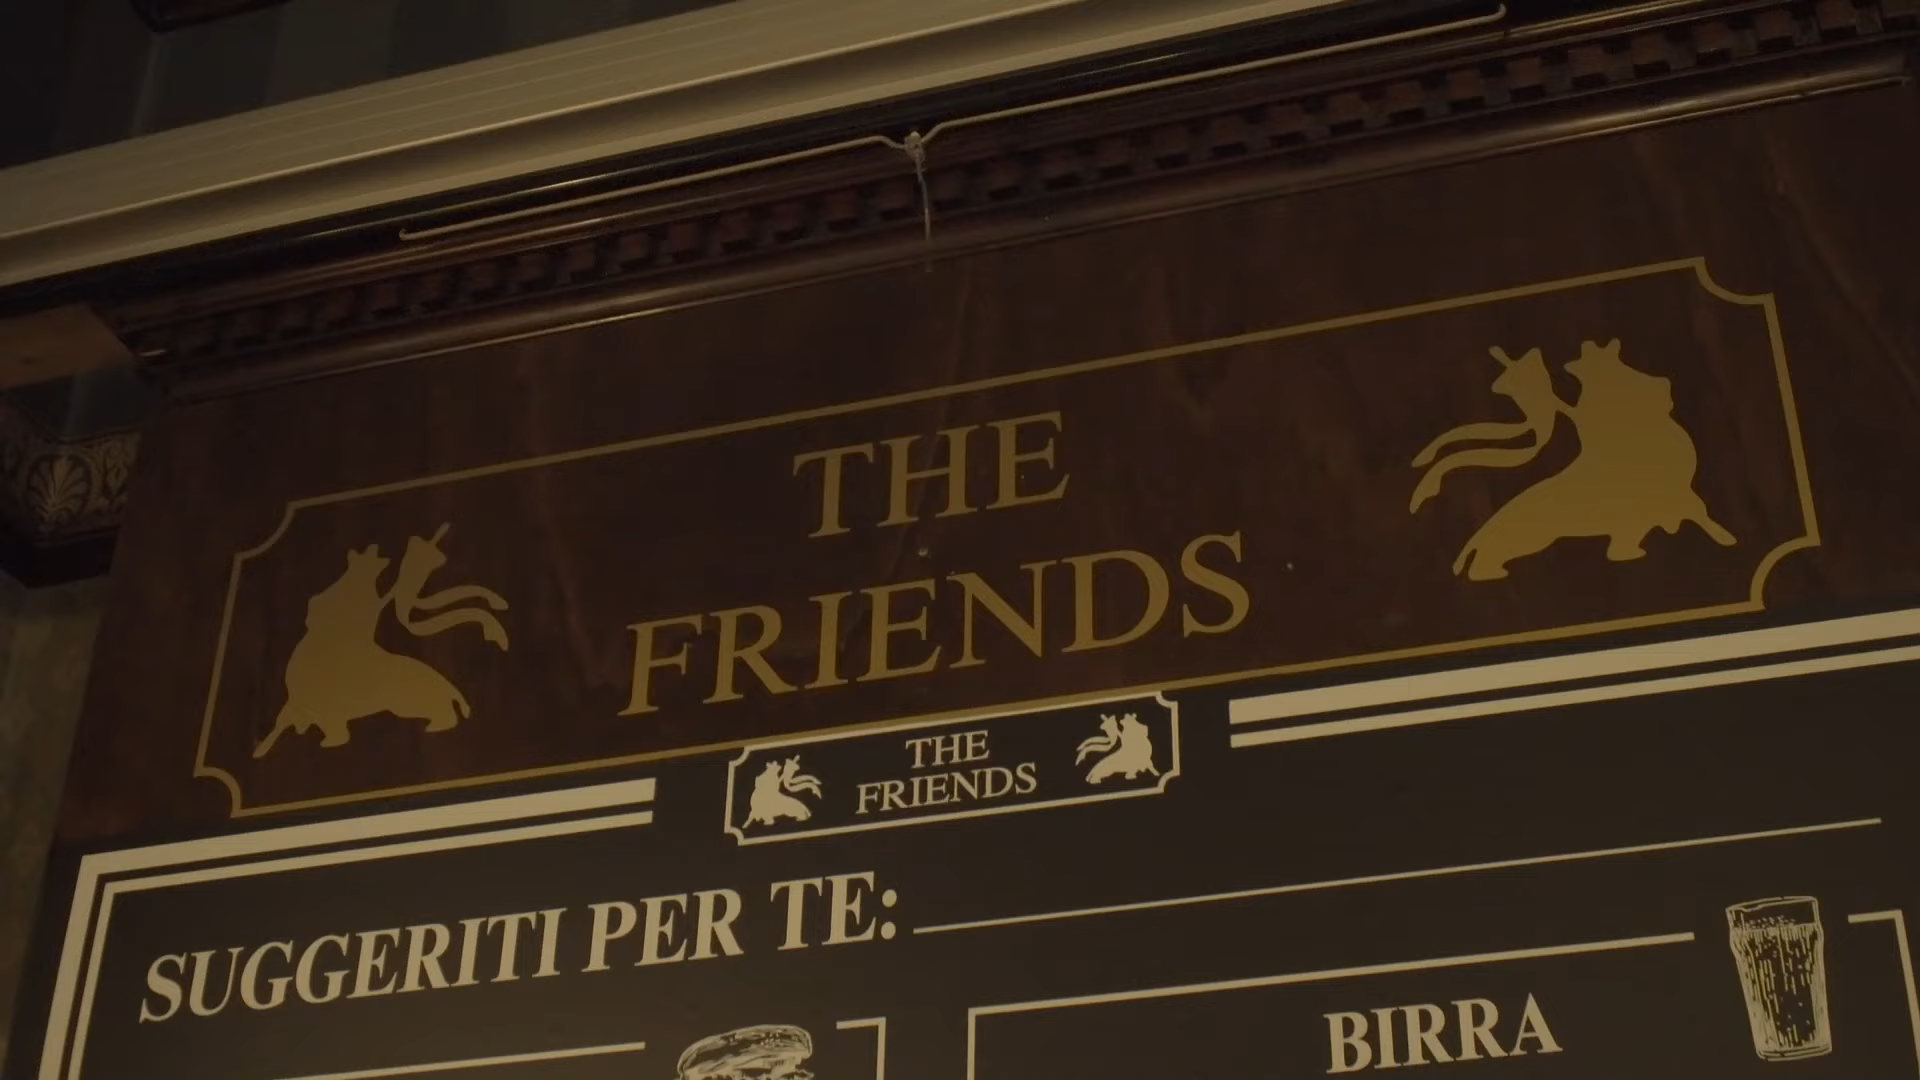 THE
FRIENDS
THE
FRIENDS
SUGGERITI PER TE:
BIRRA